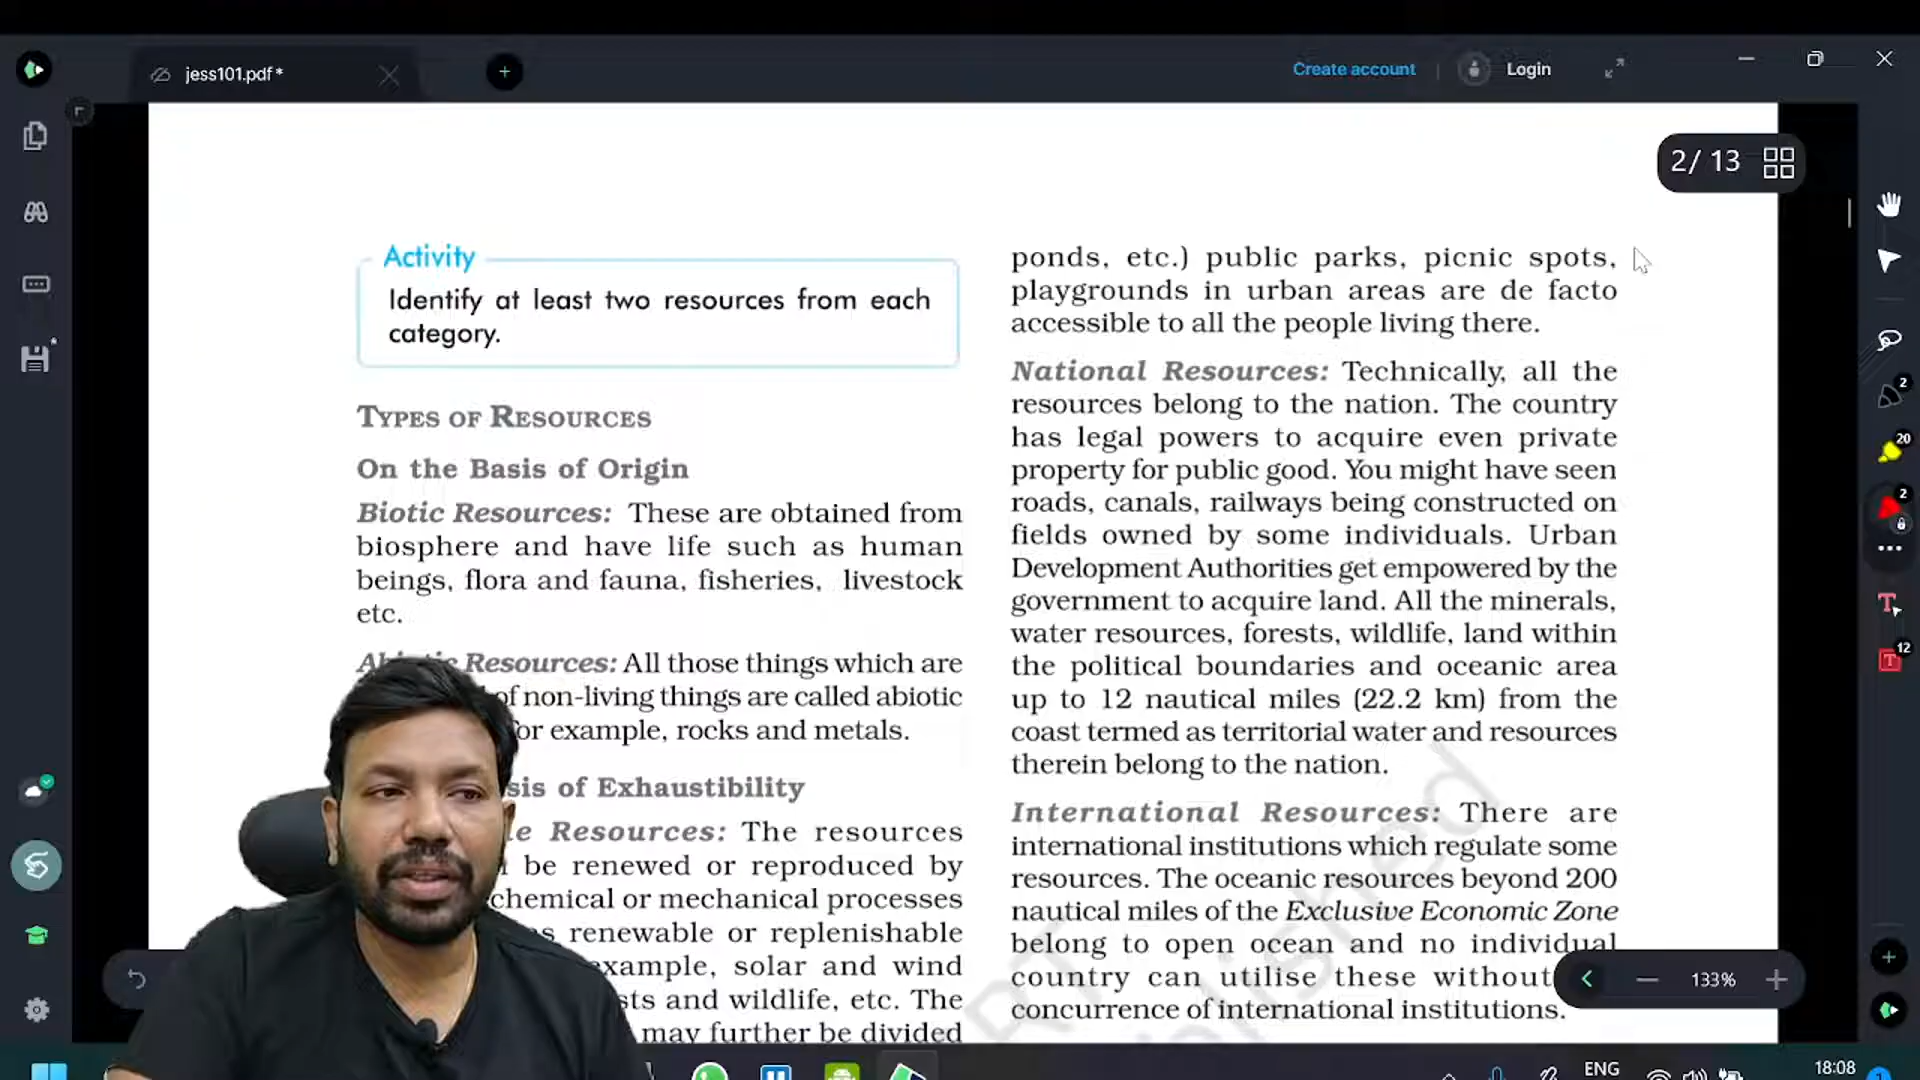 jess101.pdf*
Create account
Login
2/ 13
Activity
Identify at least two resources from each
category.
TYPES OF RESOURCES
On the Basis of Origin
Biotic Resources: These are obtained from
biosphere and have life such as human
beings, flora and fauna, fisheries, livestock
etc.
Resources: All those things which are
of non-living things are called abiotic
for example, rocks and metals.
sis of Exhaustibility
le Resources: The resources
be renewed or reproduced by
chemical or mechanical processes
renewable or replenishable
example, solar and wind
sts and wildlife, etc. The
may further be divided
ponds, etc.) public parks, picnic spots,
playgrounds in urban areas are de facto
accessible to all the people living there.
National Resources: Technically, all the
resources belong to the nation. The country
has legal powers to acquire even private
property for public good. You might have seen
roads, canals, railways being constructed on
fields owned by some individuals. Urban
Development Authorities get empowered by the
government to acquire land. All the minerals,
water resources, forests, wildlife, land within
the political boundaries and oceanic area
up to 12 nautical miles (22.2 km) from the
coast termed as territorial water and resources
therein belong to the nation.
International Resources: There are
international institutions which regulate some
resources. The oceanic resources beyond 200
nautical miles of the Exclusive Economic Zone
belong to open ocean and no individual
country can utilise these without
concurrence of international institutions.
2
20
2
12
133%
ENG
18:08